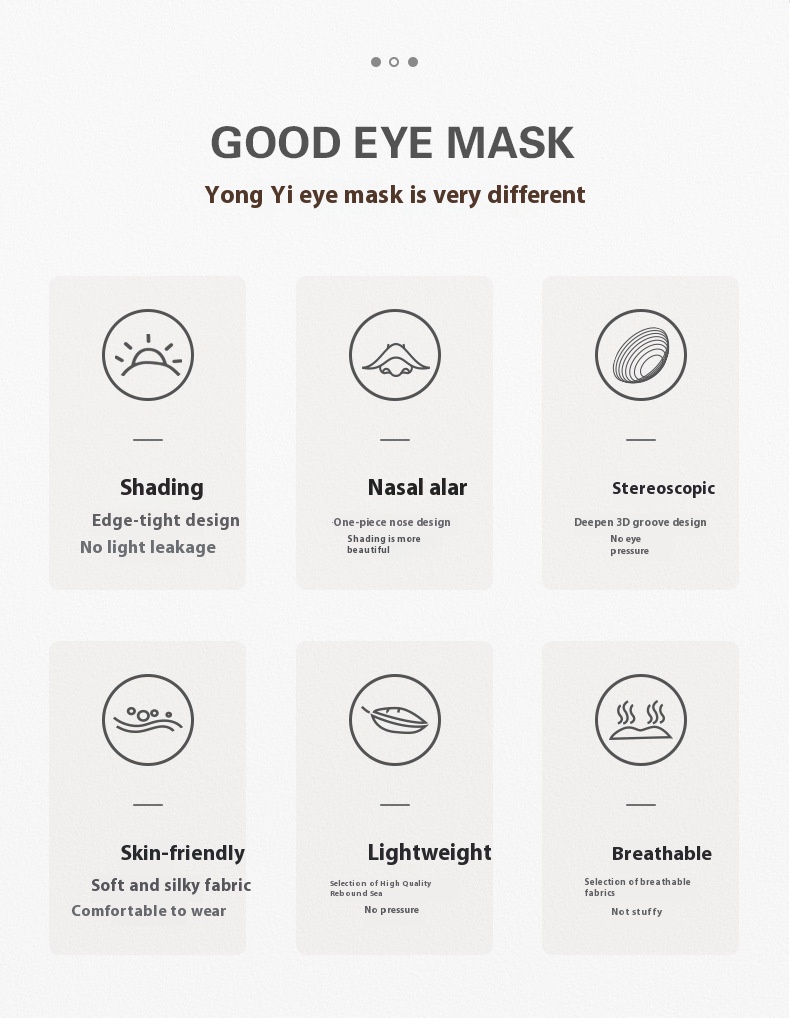 GOOD EYE MASK
Yong Yi eye mask is very different
Shading
Edge-tight design
No light leakage
Nasal alar
·One-piece nose design
Shading is more
beautiful
Stereoscopic
Deepen 3D groove design
No eye
pressure
Skin-friendly
Soft and silky fabric
Comfortable to wear
Lightweight
Selection of High Quality
Rebound Sea
No pressure
Breathable
Selection of breathable
fabrics
Not stuffy